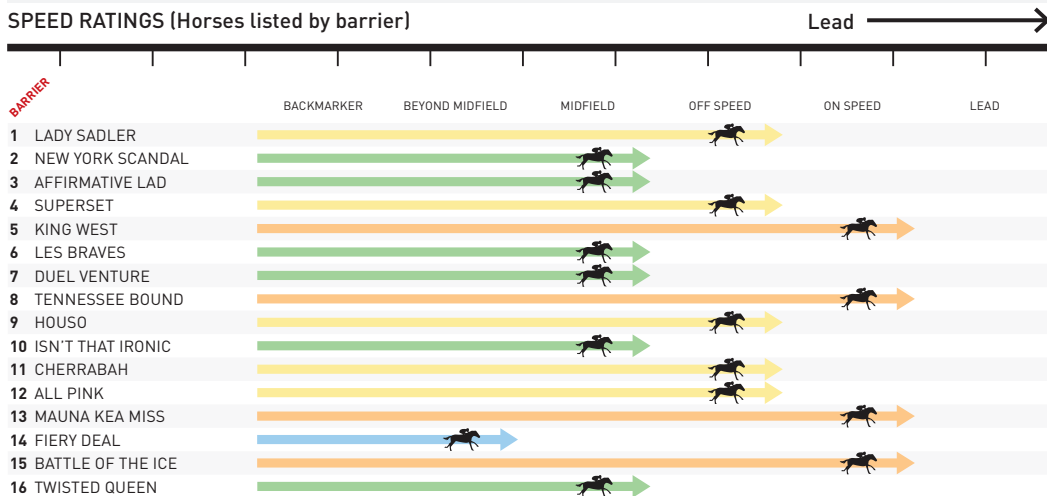 SPEED RATINGS (Horses listed by barrier) Lead
BARRIER
BACKMARKER BEYOND MIDFIELD MIDFIELD OFF SPEED ON SPEED LEAD
1 LADY SADLER
2 NEW YORK SCANDAL
3 AFFIRMATIVE LAD
4 SUPERSET
5 KING WEST
6 LES BRAVES
7 DUEL VENTURE
8 TENNESSEE BOUND
9 HOUSO
10 ISN'T THAT IRONIC
11 CHERRABAH
12 ALL PINK
13 MAUNA KEA MISS
14 FIERY DEAL
15 BATTLE OF THE ICE
16 TWISTED QUEEN